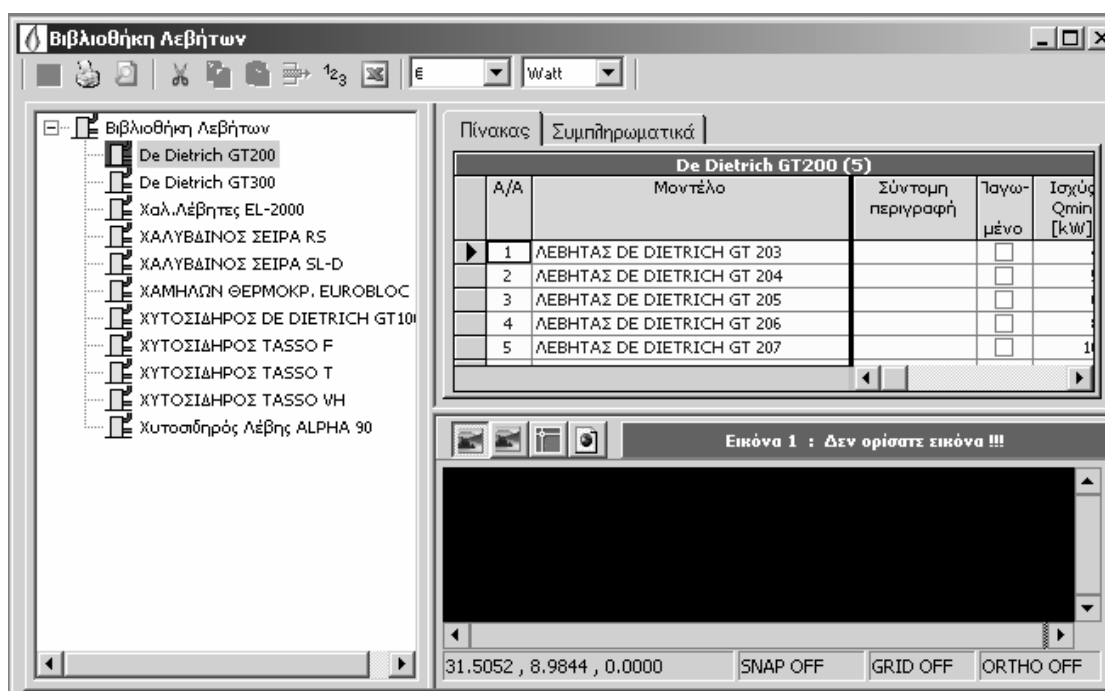 Βιβλιοθήκη Λεβήτων
1 2 3 € Watt
Βιβλιοθήκη Λεβήτων
De Dietrich GT200
De Dietrich GT300
Χαλ.Λέβητες EL-2000
ΧΑΛΥΒΔΙΝΟΣ ΣΕΙΡΑ RS
ΧΑΛΥΒΔΙΝΟΣ ΣΕΙΡΑ SL-D
ΧΑΜΗΛΩΝ ΘΕΡΜΟΚΡ. EUROBLOC
ΧΥΤΟΣΙΔΗΡΟΣ DE DIETRICH
ΧΥΤΟΣΙΔΗΡΟΣ TASSO F
ΧΥΤΟΣΙΔΗΡΟΣ TASSO T
ΧΥΤΟΣΙΔΗΡΟΣ TASSO VH
Χυτοσιδηρός Λέβης ALPHA 90
Πίνακας Συμπληρωματικά
De Dietrich GT200 (5)
Α/Α Μοντέλο Σύντομη περιγραφή Παγω- μένο Ισχύς Qmin [kW]
1 ΛΕΒΗΤΑΣ DE DIETRICH GT 203
2 ΛΕΒΗΤΑΣ DE DIETRICH GT 204
3 ΛΕΒΗΤΑΣ DE DIETRICH GT 205
4 ΛΕΒΗΤΑΣ DE DIETRICH GT 206
5 ΛΕΒΗΤΑΣ DE DIETRICH GT 207
Εικόνα 1 : Δεν ορίσατε εικόνα !!!
31.5052 , 8.9844 , 0.0000 SNAP OFF GRID OFF ORTHO OFF